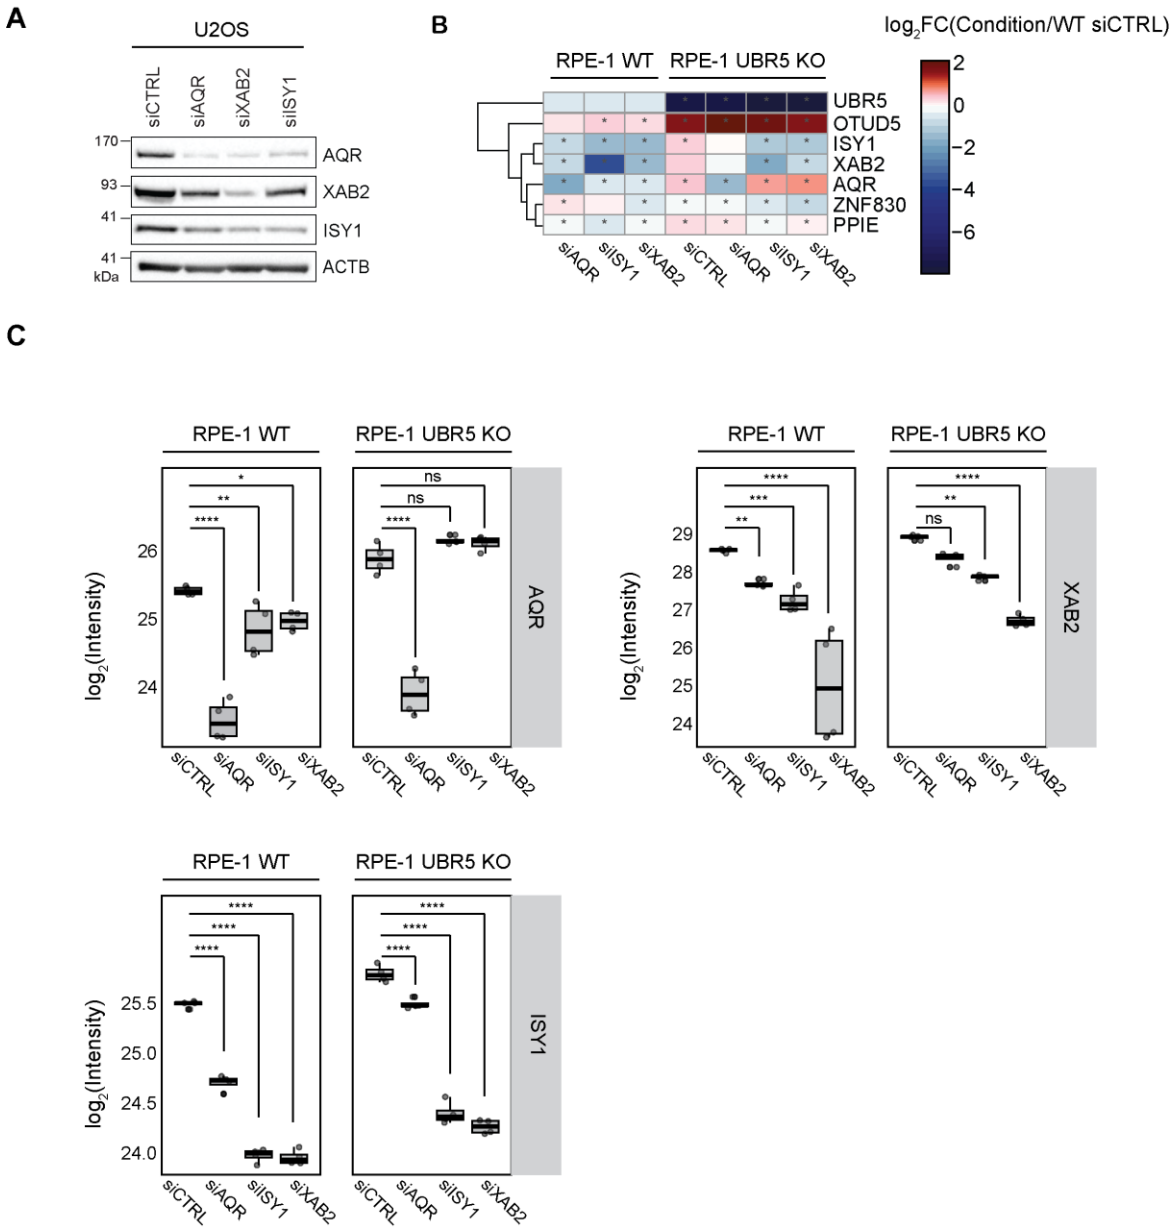 A
U2OS
siCTRL
siAQR
siXAB2
siISY1
170
AQR
93
XAB2
41
ISY1
41
kDa
ACTB
B
log2FC(Condition/WT siCTRL)
RPE-1 WT
RPE-1 UBR5 KO
UBR5
OTUD5
ISY1
XAB2
AQR
ZNF830
PPIE
siAQR
siISY1
siXAB2
siCTRL
siAQR
siISY1
siXAB2
2
0
−2
−4
−6
C
RPE-1 WT
RPE-1 UBR5 KO
log2(Intensity)
26
25
24
*
**
****
ns
ns
****
AQR
siCTRL
siAQR
siISY1
siXAB2
siCTRL
siAQR
siISY1
siXAB2
RPE-1 WT
RPE-1 UBR5 KO
log2(Intensity)
29
28
27
26
25
24
****
***
**
****
**
ns
XAB2
siCTRL
siAQR
siISY1
siXAB2
siCTRL
siAQR
siISY1
siXAB2
RPE-1 WT
RPE-1 UBR5 KO
log2(Intensity)
25.5
25.0
24.5
24.0
****
****
****
****
****
****
ISY1
siCTRL
siAQR
siISY1
siXAB2
siCTRL
siAQR
siISY1
siXAB2